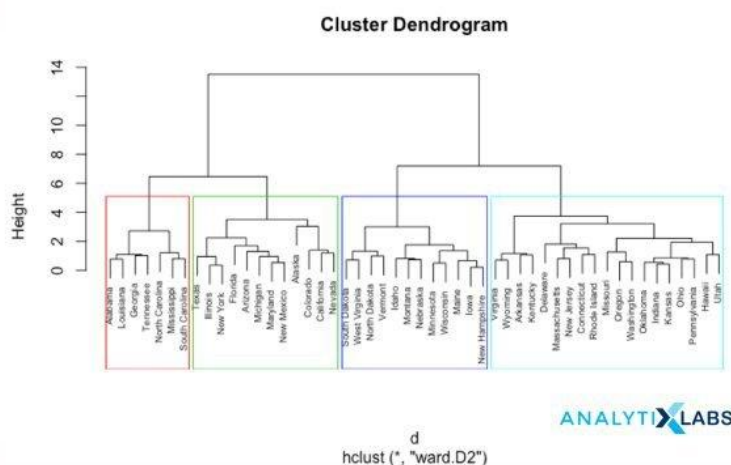 Cluster Dendrogram
Height
14
10
8
6
4
2
0
Alabama
Louisiana
Georgia
Tennessee
North Carolina
Mississippi
South Carolina
Texas
Illinois
New York
Florida
Arizona
Michigan
Maryland
New Mexico
Alaska
Colorado
California
Nevada
South Dakota
West Virginia
North Dakota
Vermont
Idaho
Montana
Nebraska
Minnesota
Wisconsin
Maine
Iowa
New Hampshire
Virginia
Wyoming
Arkansas
Kentucky
Delaware
Massachusetts
New Jersey
Connecticut
Rhode Island
Missouri
Oregon
Washington
Oklahoma
Indiana
Kansas
Ohio
Pennsylvania
Hawaii
Utah
ANALYTIXLABS
d
hclust (*, "ward.D2")